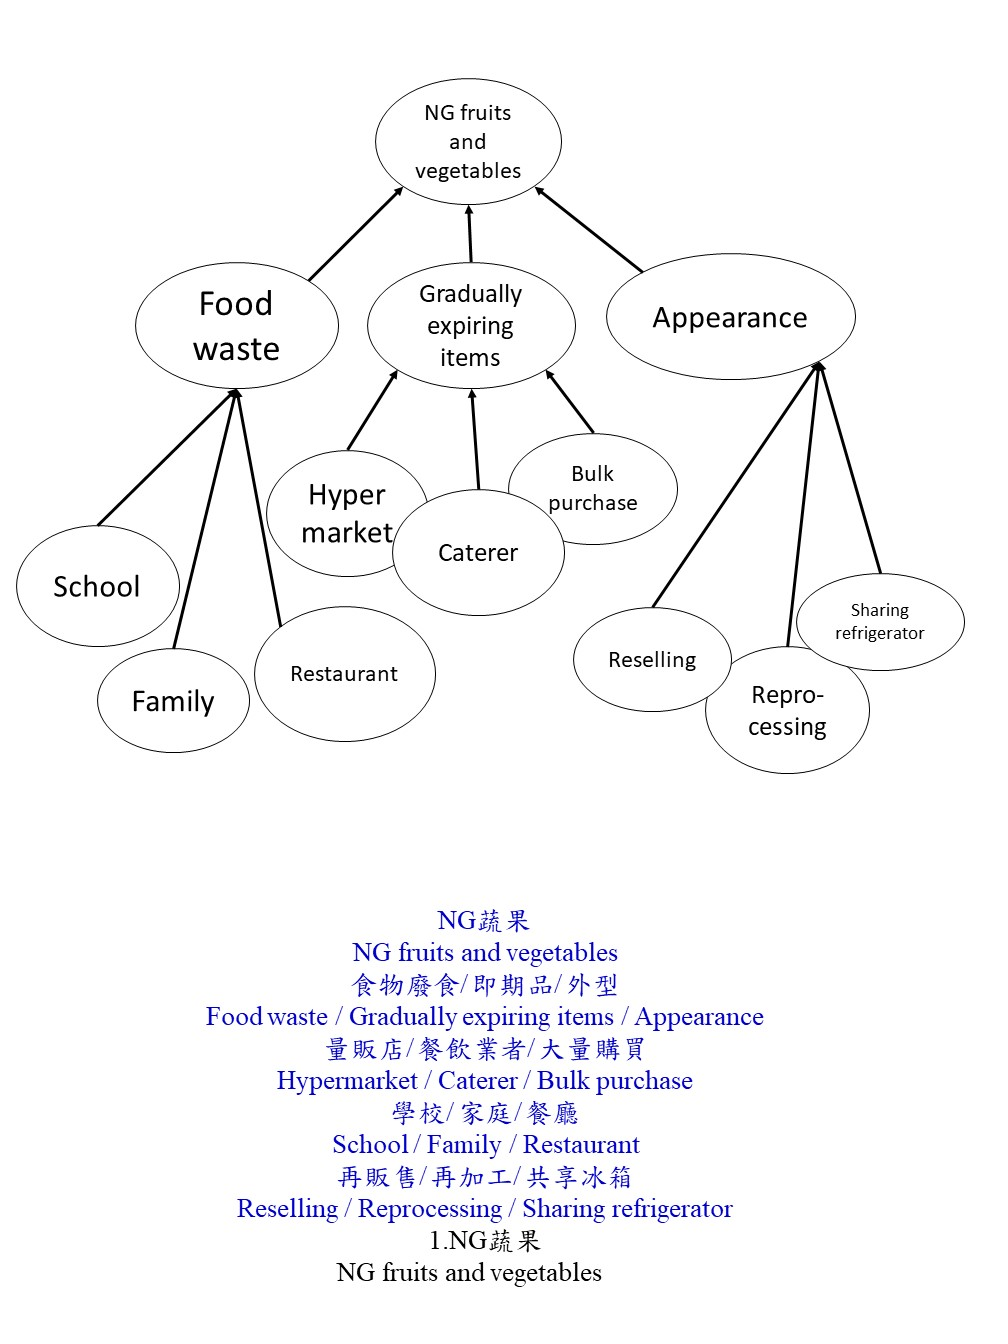 NG fruits
and
vegetables
Food
waste
Gradually
expiring
items
Appearance
Hyper
market
Caterer
Bulk
purchase
School
Family
Restaurant
Reselling
Repro-
cessing
Sharing
refrigerator
NG蔬果
NG fruits and vegetables
食物廢食/即期品/外型
Food waste / Gradually expiring items / Appearance
量販店/餐飲業者/大量購買
Hypermarket / Caterer / Bulk purchase
學校/家庭/餐廳
School / Family / Restaurant
再販售/再加工/共享冰箱
Reselling / Reprocessing / Sharing refrigerator
1.NG蔬果
NG fruits and vegetables